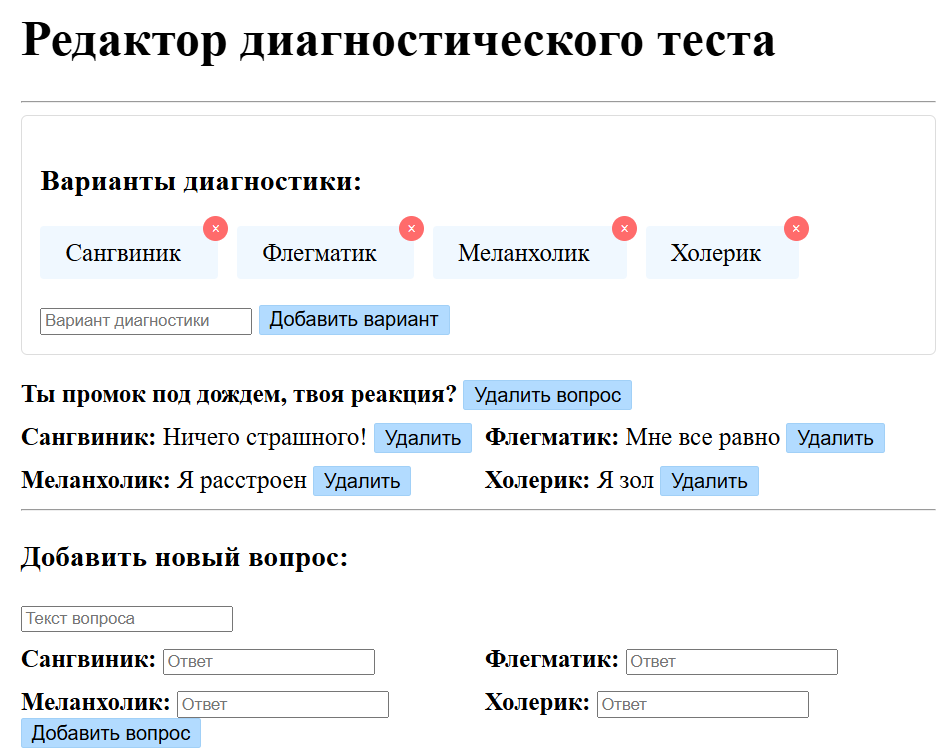 Редактор диагностического теста
Варианты диагностики:
Сангвиник × Флегматик × Меланхолик × Холерик ×
Вариант диагностики Добавить вариант
Ты промок под дождем, твоя реакция? Удалить вопрос
Сангвиник: Ничего страшного! Удалить Флегматик: Мне все равно Удалить
Меланхолик: Я расстроен Удалить Холерик: Я зол Удалить
Добавить новый вопрос:
Текст вопроса
Сангвиник: Ответ Флегматик: Ответ
Меланхолик: Ответ Холерик: Ответ
Добавить вопрос